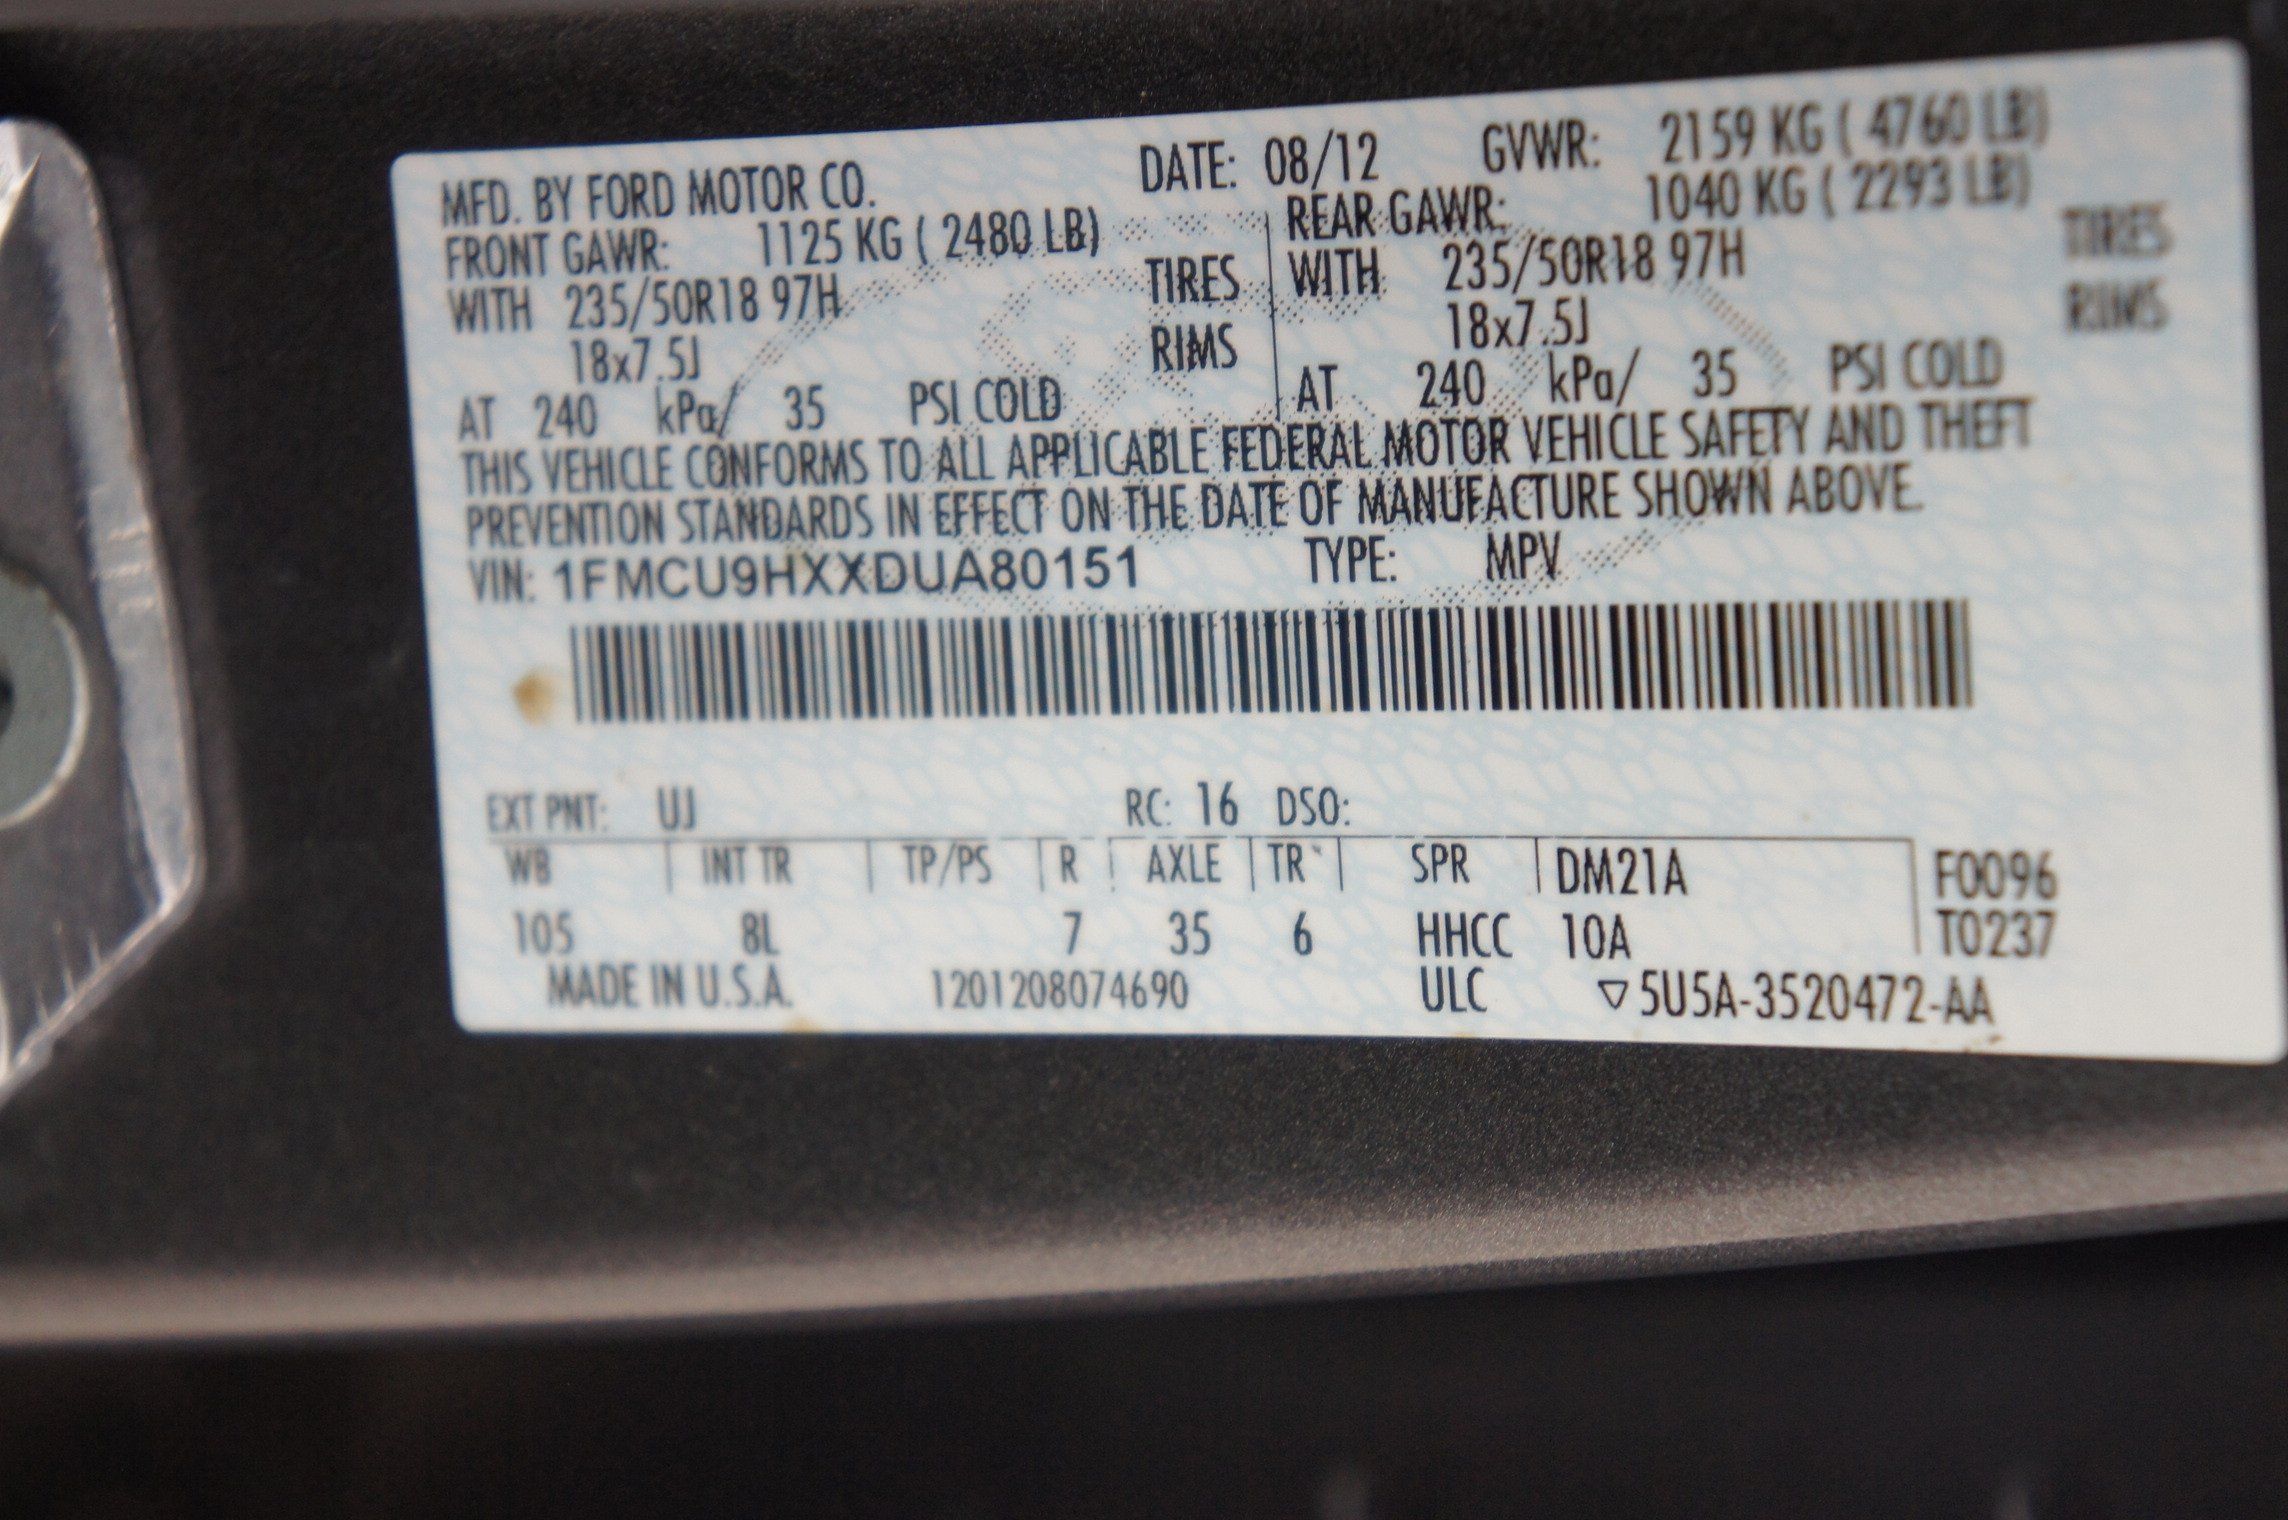 MFD. BY FORD MOTOR CO. DATE: 08/12 GVWR: 2159 KG ( 4760 LB)
FRONT GAWR: 1125 KG ( 2480 LB) REAR GAWR: 1040 KG ( 2293 LB)
WITH 235/50R18 97H TIRES WITH 235/50R18 97H TIRES
18x7.5J RIMS 18x7.5J RIMS
AT 240 kPa/ 35 PSI COLD AT 240 kPa/ 35 PSI COLD
THIS VEHICLE CONFORMS TO ALL APPLICABLE FEDERAL MOTOR VEHICLE SAFETY AND THEFT
PREVENTION STANDARDS IN EFFECT ON THE DATE OF MANUFACTURE SHOWN ABOVE.
VIN: 1FMCU9HXXDUA80151 TYPE: MPV
EXT PNT: UJ RC: 16 DSO:
WB INT TR TP/PS R AXLE TR SPR DM21A F0096
105 8L 7 35 6 HHCC 10A T0237
MADE IN U.S.A. 1201208074690 ULC ▽5U5A-3520472-AA